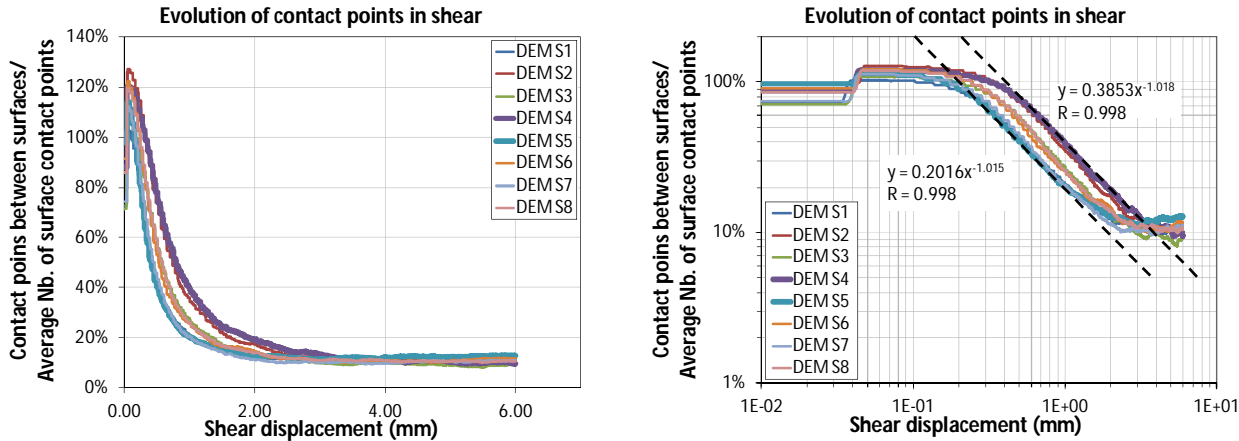 Evolution of contact points in shear
Contact poins between surfaces/
Average Nb. of surface contact points
140%
120%
100%
80%
60%
40%
20%
0%
0.00
2.00
4.00
6.00
Shear displacement (mm)
DEM S1
DEM S2
DEM S3
DEM S4
DEM S5
DEM S6
DEM S7
DEM S8
Evolution of contact points in shear
Contact poins between surfaces/
Average Nb. of surface contact points
100%
10%
1%
1E-02
1E-01
1E+00
1E+01
Shear displacement (mm)
y = 0.3853x-1.018
R = 0.998
y = 0.2016x-1.015
R = 0.998
DEM S1
DEM S2
DEM S3
DEM S4
DEM S5
DEM S6
DEM S7
DEM S8